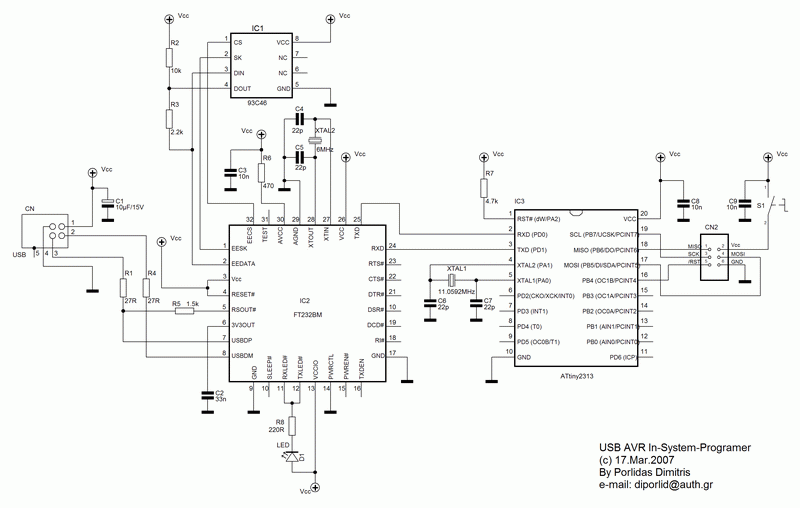 Vcc
Vcc
IC1
R2
10k
1 CS VCC 8
2 SK NC 7
3 DIN NC 6
4 DOUT GND 5
93C46
R3
2.2k
C4
22p
XTAL2
6MHz
C5
22p
Vcc
R6
470
C3
10n
Vcc
Vcc
Vcc
C1
10µF/15V
CN
1
2
USB
5 4 3
Vcc
R1
27R
R4
27R
R5 1.5k
C2
33n
32 31 30 29 28 27 26 25
EECS
TEST
AVCC
AGND
XTOUT
XTIN
VCC
TXD
1 EESK
2 EEDATA
3 Vcc
4 RESET#
5 RSOUT#
6 3V3OUT
7 USBDP
8 USBDM
IC2
FT232BM
RXD 24
RTS# 23
CTS# 22
DTR# 21
DSR# 20
DCD# 19
RI# 18
GND 17
GND
SLEEP#
RXLED#
TXLED#
VCCIO
PWRCTL
PWREN#
TXDEN
9 10 11 12 13 14 15 16
R8
220R
LED
D1
Vcc
Vcc
R7
4.7k
IC3
1 RST# (dW/PA2)
2 RXD (PD0)
3 TXD (PD1)
4 XTAL2 (PA1)
5 XTAL1(PA0)
6 PD2(CKO/XCK/INT0)
7 PD3 (INT1)
8 PD4 (T0)
9 PD5 (OC0B/T1)
10 GND
VCC 20
SCL (PB7/UCSK/PCINT7) 19
MISO (PB6/DO/PCINT6) 18
MOSI (PB5/DI/SDA/PCINT5) 17
PB4 (OC1B/PCINT4) 16
PB3 (OC1A/PCINT3) 15
PB2 (OC0A/PCINT2) 14
PB1 (AIN1/PCINT1) 13
PB0 (AIN0/PCINT0) 12
PD6 (ICP) 11
ATtiny2313
XTAL1
11.0592MHz
C6
22p
C7
22p
Vcc
C8
10n
C9
10n
Vcc
1
S1
2
CN2
MISO 1 2 Vcc
SCK 3 4 MOSI
/RST 5 6 GND
USB AVR In-System-Programer
(c) 17.Mar.2007
By Porlidas Dimitris
e-mail: diporlid@auth.gr